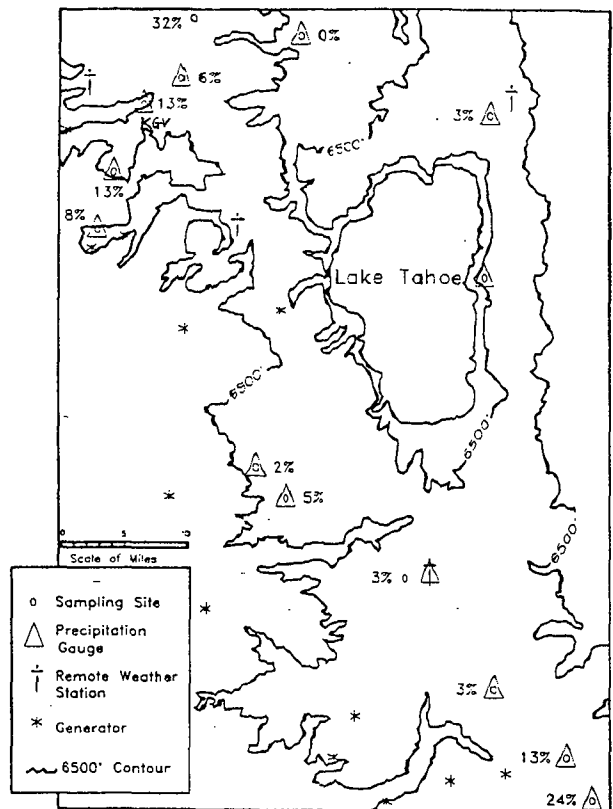 32%
0%
6%
13%
KGV
3%
6500'
13%
8%
Lake Tahoe
6500'
6500'
2%
5%
0 5
Scale of Miles
6500'
3%
Sampling Site
Precipitation
Gauge
Remote Weather
Station
Generator
6500' Contour
3%
13%
24%